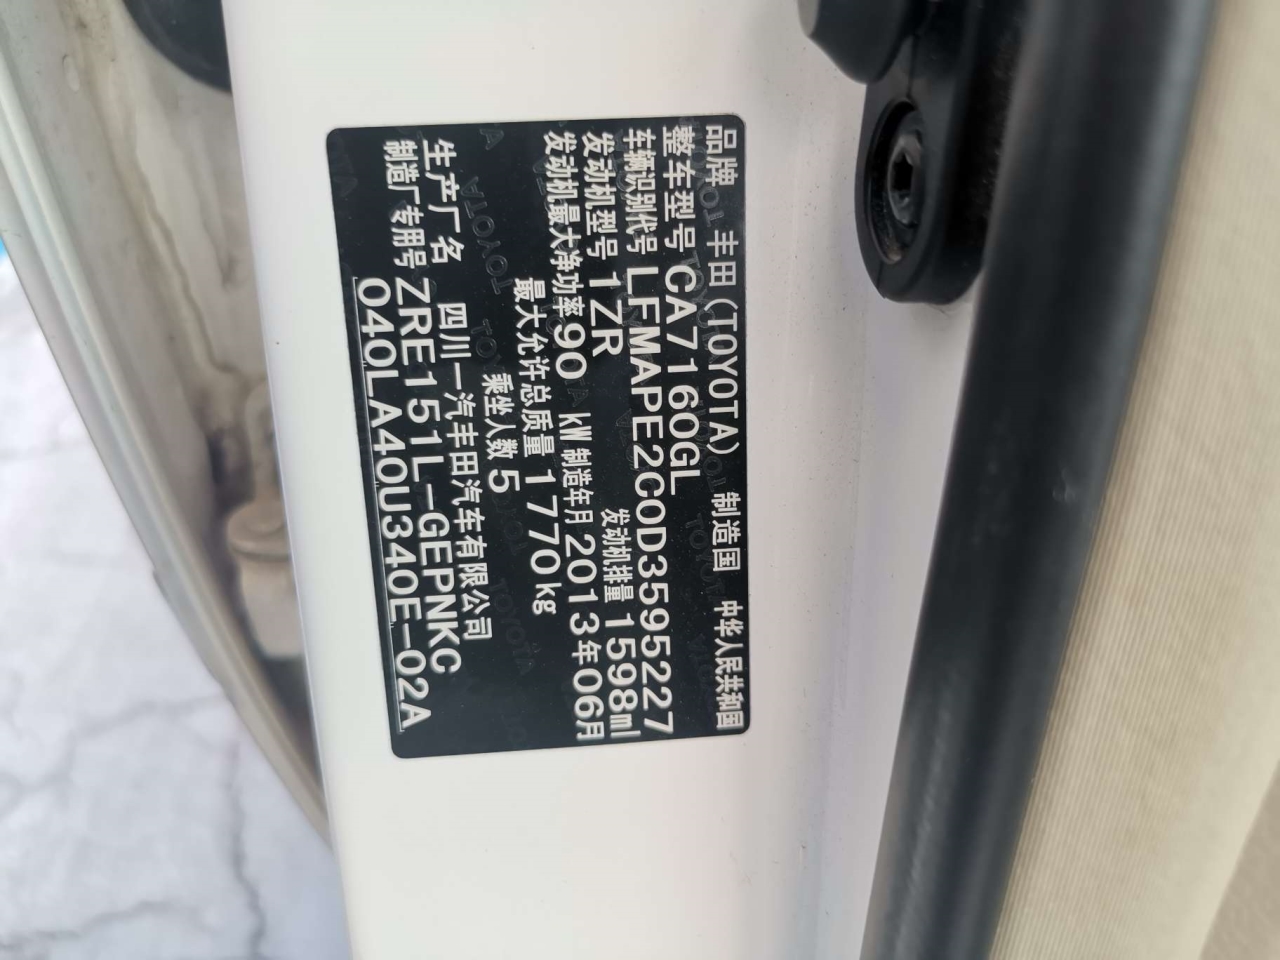 品牌 丰田(TOYOTA) 制造国 中华人民共和国
整车型号 CA7160GL
车辆识别代号 LFMAPE2C0D3595227
发动机型号 1ZR 发动机排量 1598ml
发动机最大净功率 90 kW 制造年月 2013年06月
最大允许总质量 1770kg
乘坐人数 5
生产厂名 四川一汽丰田汽车有限公司
制造厂专用号 ZRE151L-GEPNKC
040LA40U340E-02A